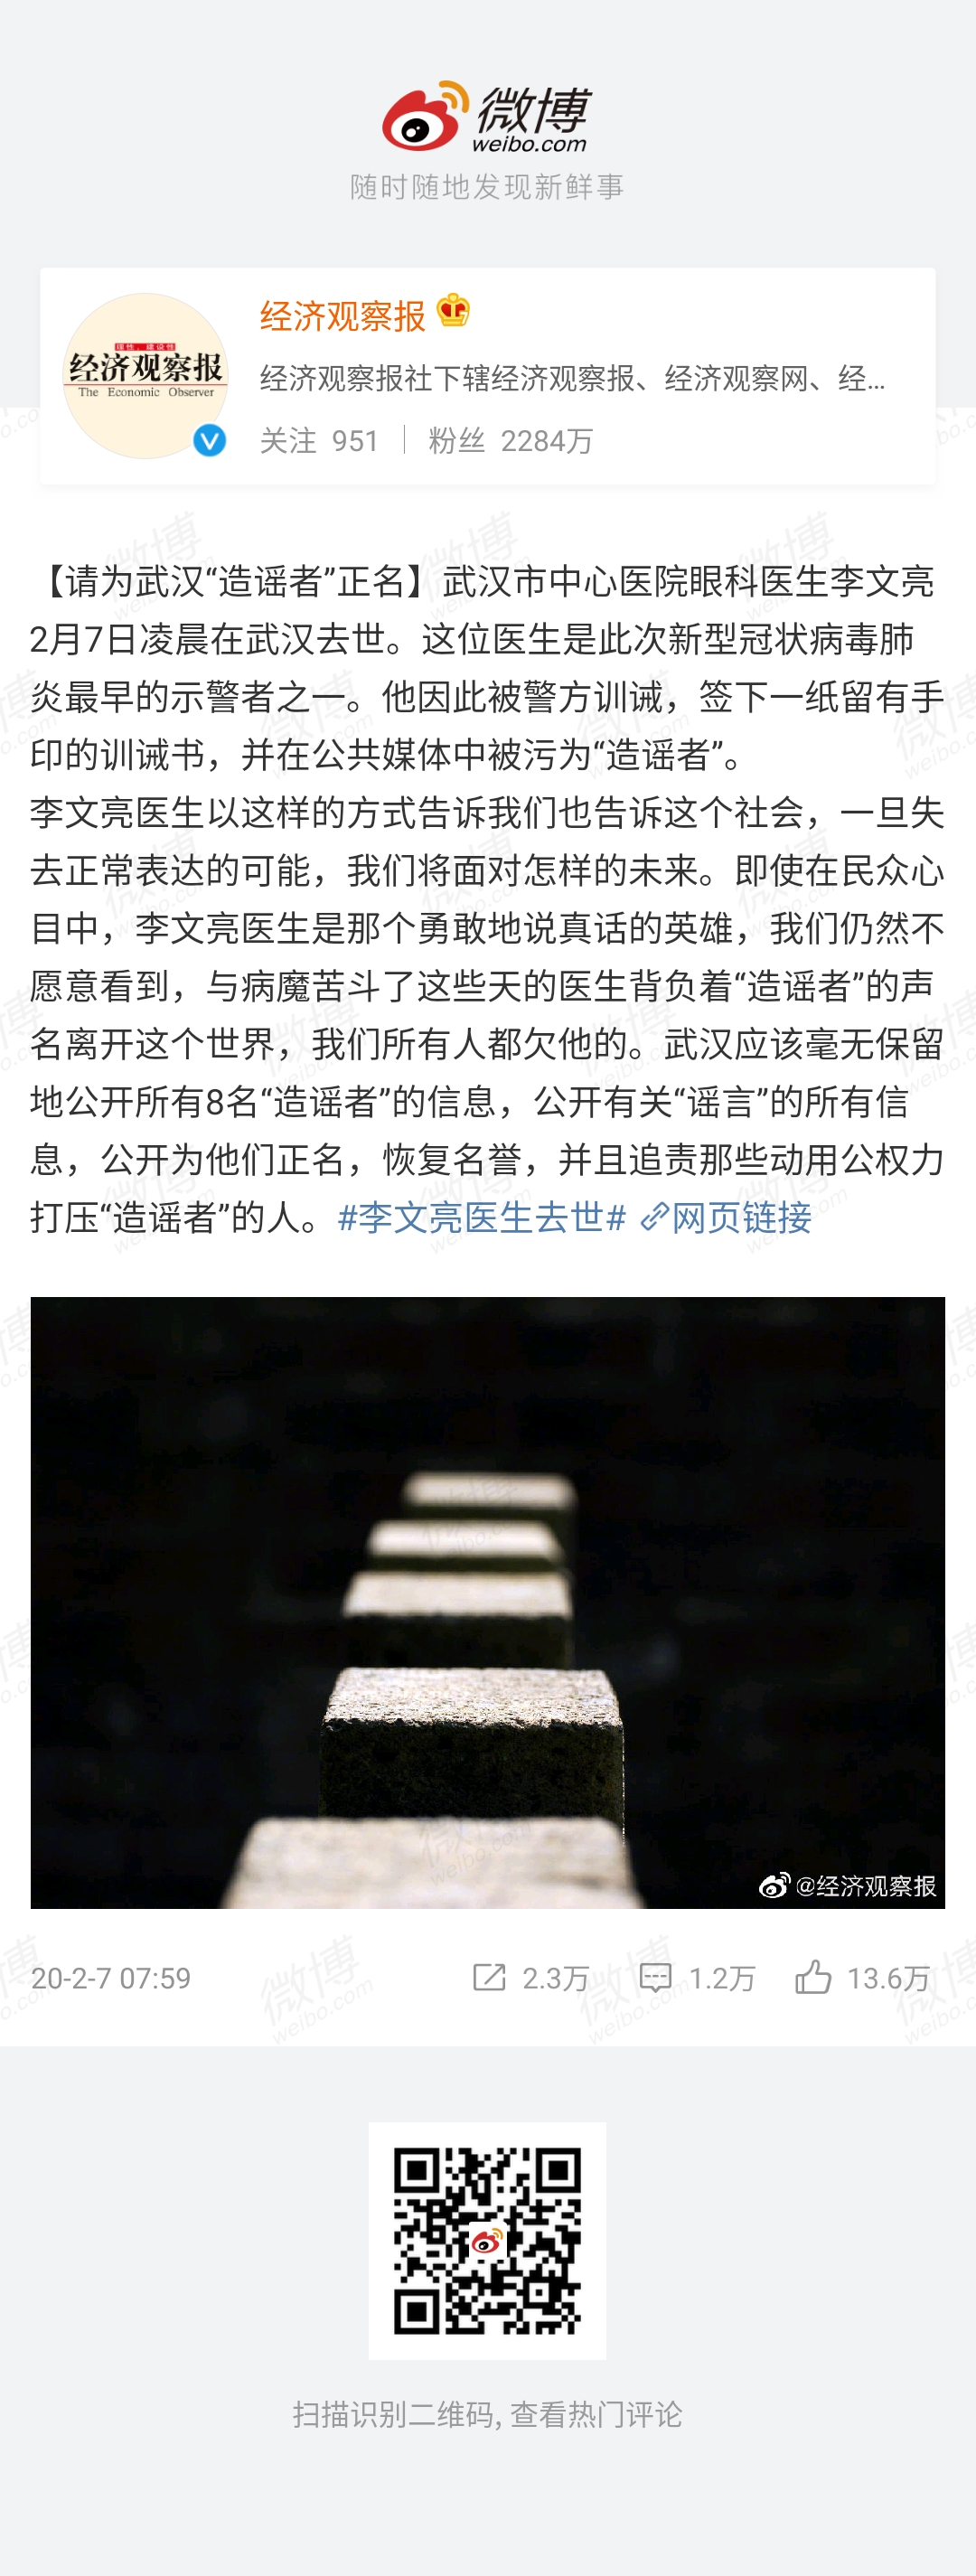 微博
weibo.com
随时随地发现新鲜事
经济观察报
理性，建设性
经济观察报
The Economic Observer
经济观察报社下辖经济观察报、经济观察网、经...
关注 951 | 粉丝 2284万
【请为武汉“造谣者”正名】武汉市中心医院眼科医生李文亮
2月7日凌晨在武汉去世。这位医生是此次新型冠状病毒肺
炎最早的示警者之一。他因此被警方训诫，签下一纸留有手
印的训诫书，并在公共媒体中被污为“造谣者”。
李文亮医生以这样的方式告诉我们也告诉这个社会，一旦失
去正常表达的可能，我们将面对怎样的未来。即使在民众心
目中，李文亮医生是那个勇敢地说真话的英雄，我们仍然不
愿意看到，与病魔苦斗了这些天的医生背负着“造谣者”的声
名离开这个世界，我们所有人都欠他的。武汉应该毫无保留
地公开所有8名“造谣者”的信息，公开有关“谣言”的所有信
息，公开为他们正名，恢复名誉，并且追责那些动用公权力
打压“造谣者”的人。#李文亮医生去世# 网页链接
@经济观察报
20-2-7 07:59 2.3万 1.2万 13.6万
扫描识别二维码, 查看热门评论